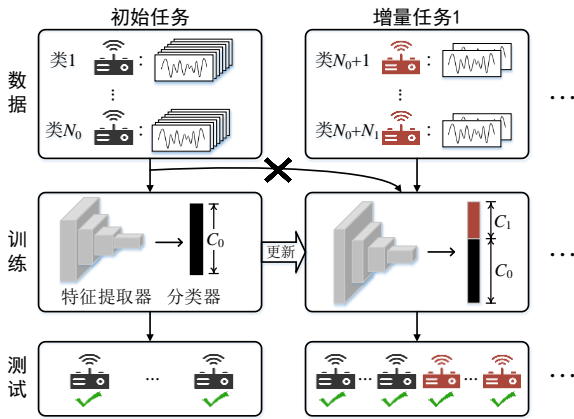 初始任务
增量任务1
数据
类1
:
⋮
类N₀
:
类N₀+1
:
⋮
类N₀+N₁
:
...
训练
C₀
特征提取器
分类器
更新
C₁
C₀
...
测试
...
...
...
...